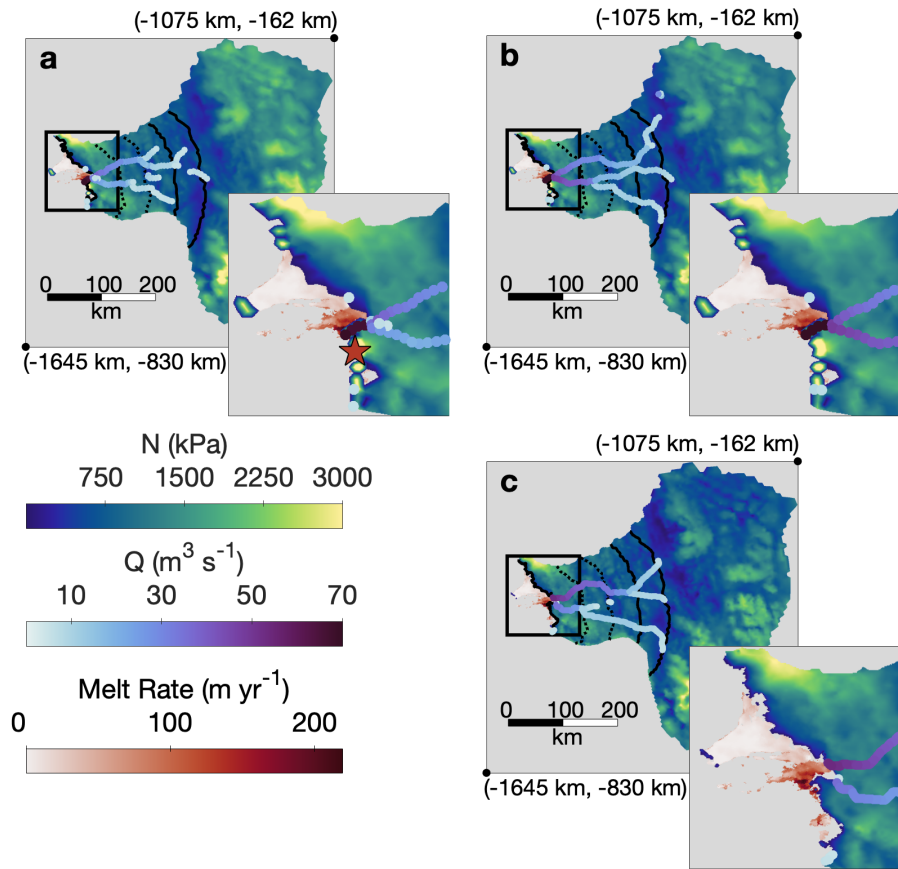 (-1075 km, -162 km)
a
0 100 200
km
(-1645 km, -830 km)
(-1075 km, -162 km)
b
0 100 200
km
(-1645 km, -830 km)
N (kPa)
750 1500 2250 3000
Q (m³ s⁻¹)
10 30 50 70
Melt Rate (m yr⁻¹)
0 100 200
(-1075 km, -162 km)
c
0 100 200
km
(-1645 km, -830 km)